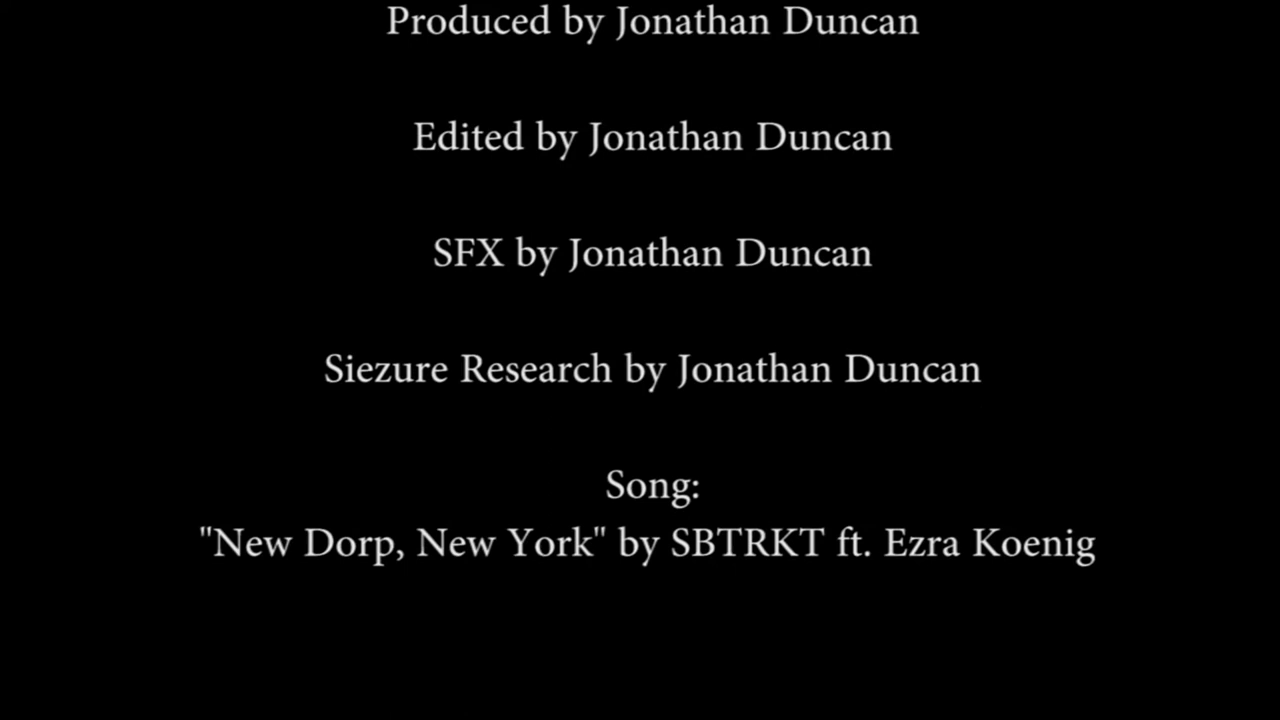 Produced by Jonathan Duncan
Edited by Jonathan Duncan
SFX by Jonathan Duncan
Siezure Research by Jonathan Duncan
Song:
"New Dorp, New York" by SBTRKT ft. Ezra Koenig